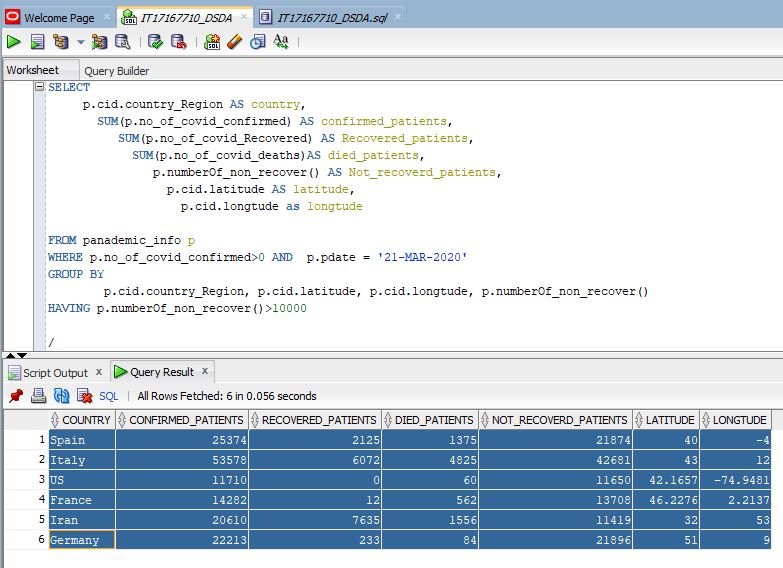 Welcome Page × IT17167710_DSDA × IT17167710_DSDA.sql ×
SQL
Aa
Worksheet Query Builder
SELECT
p.cid.country_Region AS country,
SUM(p.no_of_covid_confirmed) AS confirmed_patients,
SUM(p.no_of_covid_Recovered) AS Recovered_patients,
SUM(p.no_of_covid_deaths)AS died_patients,
p.numberOf_non_recover() AS Not_recoverd_patients,
p.cid.latitude AS latitude,
p.cid.longtude as longtude
FROM panademic_info p
WHERE p.no_of_covid_confirmed>0 AND p.pdate = '21-MAR-2020'
GROUP BY
p.cid.country_Region, p.cid.latitude, p.cid.longtude, p.numberOf_non_recover()
HAVING p.numberOf_non_recover()>10000
/
Script Output × Query Result ×
SQL | All Rows Fetched: 6 in 0.056 seconds
COUNTRY CONFIRMED_PATIENTS RECOVERED_PATIENTS DIED_PATIENTS NOT_RECOVERD_PATIENTS LATITUDE LONGTUDE
1 Spain 25374 2125 1375 21874 40 -4
2 Italy 53578 6072 4825 42681 43 12
3 US 11710 0 60 11650 42.1657 -74.9481
4 France 14282 12 562 13708 46.2276 2.2137
5 Iran 20610 7635 1556 11419 32 53
6 Germany 22213 233 84 21896 51 9